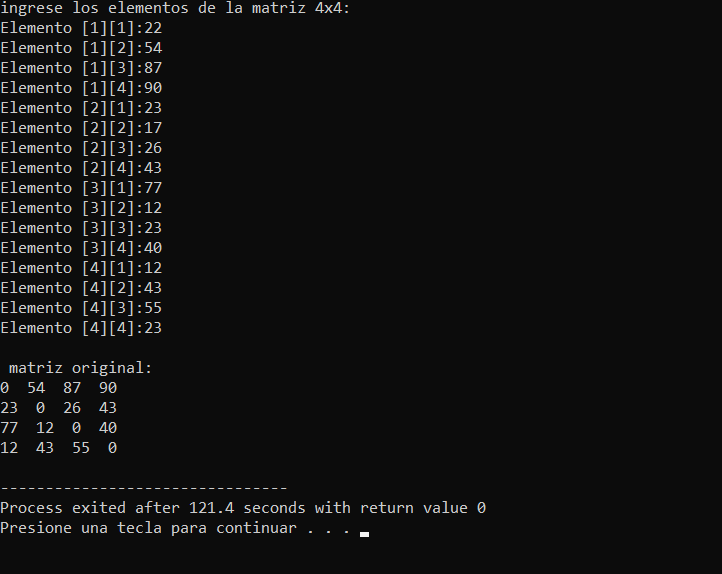 ingrese los elementos de la matriz 4x4:
Elemento [1][1]:22
Elemento [1][2]:54
Elemento [1][3]:87
Elemento [1][4]:90
Elemento [2][1]:23
Elemento [2][2]:17
Elemento [2][3]:26
Elemento [2][4]:43
Elemento [3][1]:77
Elemento [3][2]:12
Elemento [3][3]:23
Elemento [3][4]:40
Elemento [4][1]:12
Elemento [4][2]:43
Elemento [4][3]:55
Elemento [4][4]:23
 matriz original:
0  54  87  90
23  0  26  43
77  12  0  40
12  43  55  0
--------------------------------
Process exited after 121.4 seconds with return value 0
Presione una tecla para continuar . . .